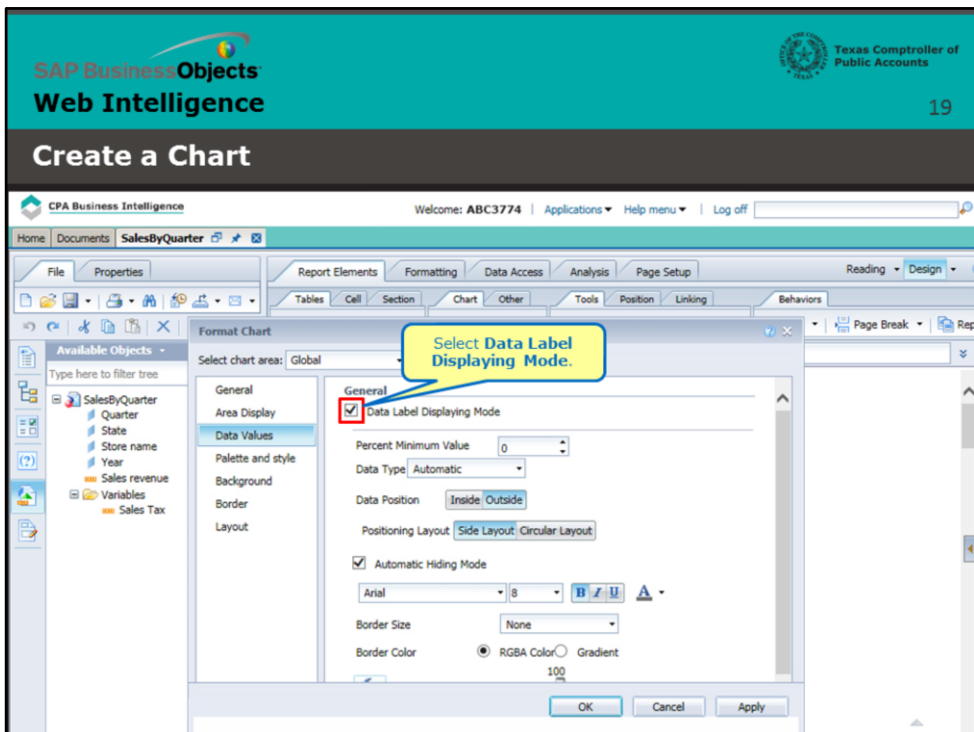 SAP BusinessObjects
Web Intelligence
Texas Comptroller of
Public Accounts
19
Create a Chart
CPA Business Intelligence
Welcome: ABC3774 | Applications Help menu | Log off
Home Documents SalesByQuarter
File Properties
Report Elements Formatting Data Access Analysis Page Setup
Reading Design
Tables Cell Section Chart Other Tools Position Linking Behaviors
Page Break Rep
Available Objects
Type here to filter tree
SalesByQuarter
Quarter
State
Store name
Year
Sales revenue
Variables
Sales Tax
Format Chart
Select chart area: Global
Select Data Label
Displaying Mode.
General
Area Display
Data Values
Palette and style
Background
Border
Layout
General
Data Label Displaying Mode
Percent Minimum Value 0
Data Type Automatic
Data Position Inside Outside
Positioning Layout Side Layout Circular Layout
Automatic Hiding Mode
Arial 8 B I U A
Border Size None
Border Color RGBA Color Gradient
100
OK Cancel Apply